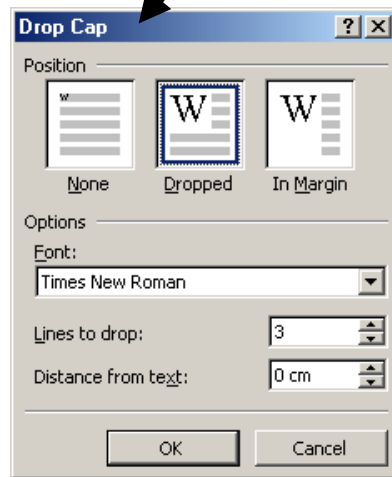 Drop Cap
Position
W W W
None Dropped In Margin
Options
Font:
Times New Roman
Lines to drop: 3
Distance from text: 0 cm
OK Cancel